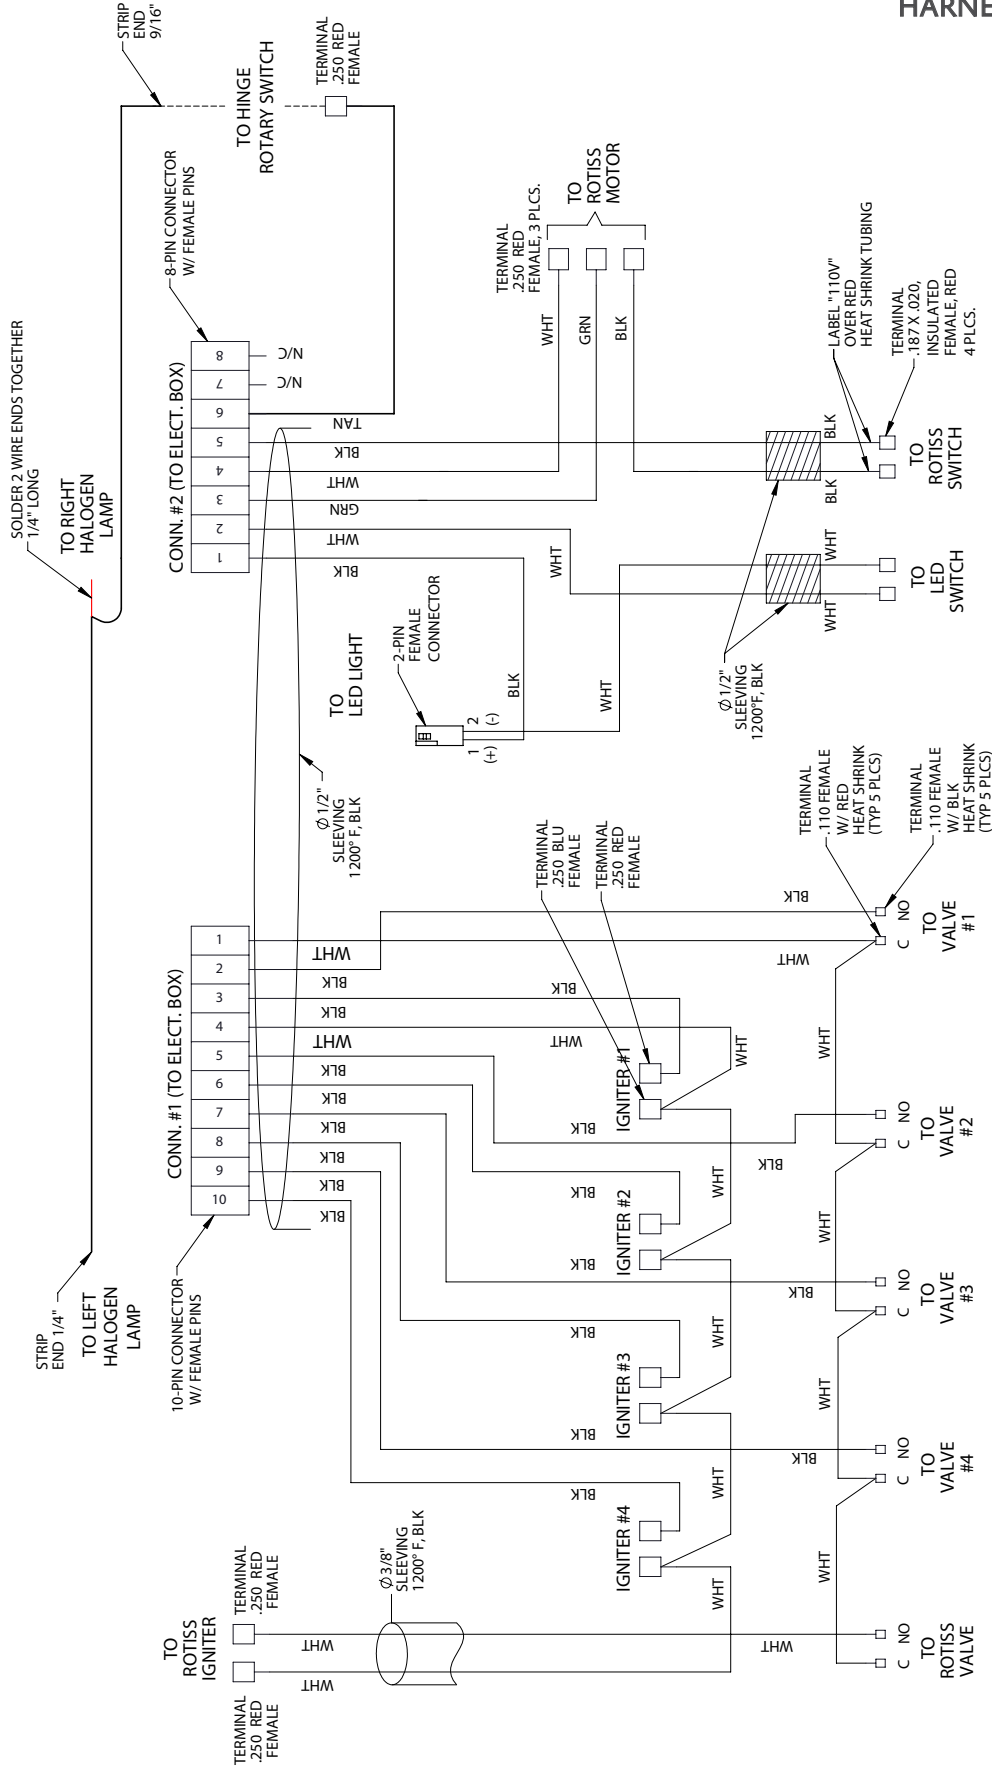 HARNE
STRIP
END
9/16"
TERMINAL
.250 RED
FEMALE
TO HINGE
ROTARY SWITCH
8-PIN CONNECTOR
W/ FEMALE PINS
SOLDER 2 WIRE ENDS TOGETHER
1/4" LONG
TO RIGHT
HALOGEN
LAMP
CONN. #2 (TO ELECT. BOX)
8
7
6
5
4
3
2
1
N/C
N/C
TAN
BLK
WHT
GRN
WHT
BLK
TERMINAL
.250 RED
FEMALE, 3 PLCS.
TO
ROTISS
MOTOR
WHT
GRN
BLK
LABEL "110V"
OVER RED
HEAT SHRINK TUBING
TERMINAL
.187 X .020,
INSULATED
FEMALE, RED
4 PLCS.
BLK
BLK
TO
ROTISS
SWITCH
WHT
WHT
WHT
TO
LED
SWITCH
Ø 1/2"
SLEEVING
1200°F, BLK
TO
LED LIGHT
2-PIN
FEMALE
CONNECTOR
1
(+)
2
(-)
BLK
WHT
Ø 1/2"
SLEEVING
1200° F, BLK
STRIP
END 1/4"
TO LEFT
HALOGEN
LAMP
CONN. #1 (TO ELECT. BOX)
1
2
3
4
5
6
7
8
9
10
10-PIN CONNECTOR
W/ FEMALE PINS
WHT
BLK
BLK
WHT
BLK
BLK
BLK
BLK
BLK
BLK
TERMINAL
.250 BLU
FEMALE
TERMINAL
.250 RED
FEMALE
TERMINAL
.110 FEMALE
W/ RED
HEAT SHRINK
(TYP 5 PLCS)
TERMINAL
.110 FEMALE
W/ BLK
HEAT SHRINK
(TYP 5 PLCS)
BLK
WHT
BLK
WHT
WHT
IGNITER #1
BLK
BLK
WHT
BLK
IGNITER #2
BLK
BLK
WHT
BLK
IGNITER #3
BLK
BLK
WHT
BLK
IGNITER #4
WHT
WHT
WHT
WHT
WHT
WHT
C
NO
TO
VALVE
#1
C
NO
TO
VALVE
#2
C
NO
TO
VALVE
#3
C
NO
TO
VALVE
#4
C
NO
TO
ROTISS
VALVE
TO
ROTISS
IGNITER
TERMINAL
.250 RED
FEMALE
TERMINAL
.250 RED
FEMALE
WHT
WHT
Ø 3/8"
SLEEVING
1200° F, BLK